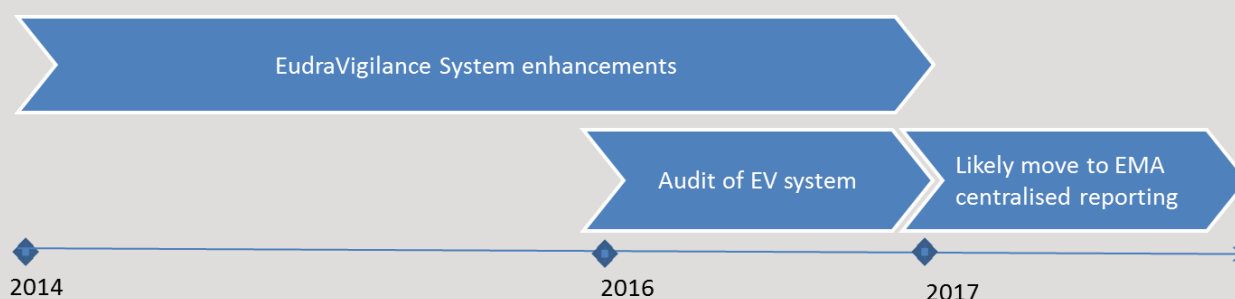 EudraVigilance System enhancements
Audit of EV system
Likely move to EMA
centralised reporting
2014
2016
2017